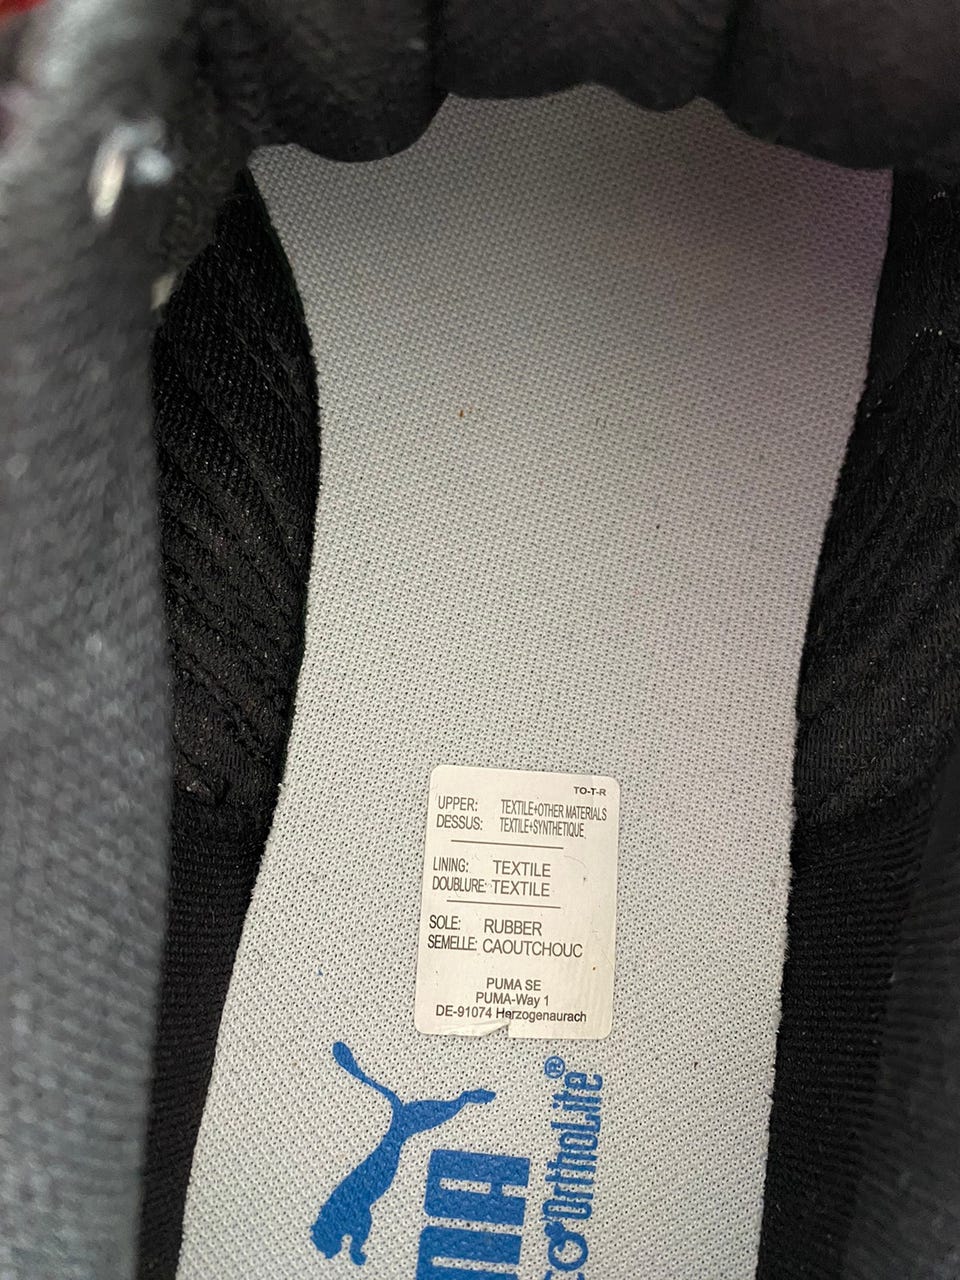 TO-T-R
UPPER: TEXTILE+OTHER MATERIALS
DESSUS: TEXTILE+SYNTHETIQUE
LINING: TEXTILE
DOUBLURE: TEXTILE
SOLE: RUBBER
SEMELLE: CAOUTCHOUC
PUMA SE
PUMA-Way 1
DE-91074 Herzogenaurach
OrthoLite®